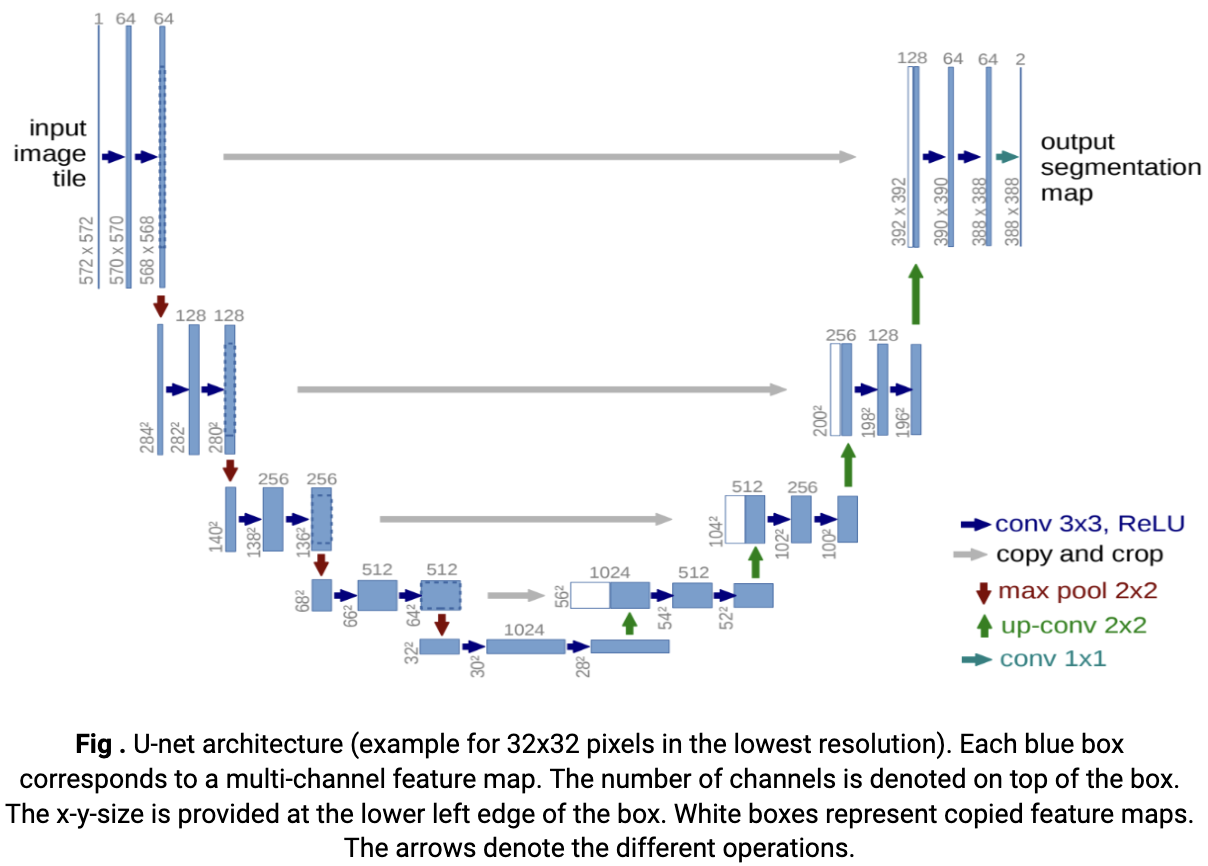 1 64 64
128 64 64 2
input
image
tile
output
segmentation
map
572 x 572
570 x 570
568 x 568
392 x 392
390 x 390
388 x 388
388 x 388
128 128
256 128
284²
282²
280²
200²
198²
196²
256 256
512 256
140²
138²
136²
104²
102²
100²
512 512
1024 512
68²
66²
64²
56²
54²
52²
1024
32²
30²
28²
conv 3x3, ReLU
copy and crop
max pool 2x2
up-conv 2x2
conv 1x1
Fig . U-net architecture (example for 32x32 pixels in the lowest resolution). Each blue box
corresponds to a multi-channel feature map. The number of channels is denoted on top of the box.
The x-y-size is provided at the lower left edge of the box. White boxes represent copied feature maps.
The arrows denote the different operations.